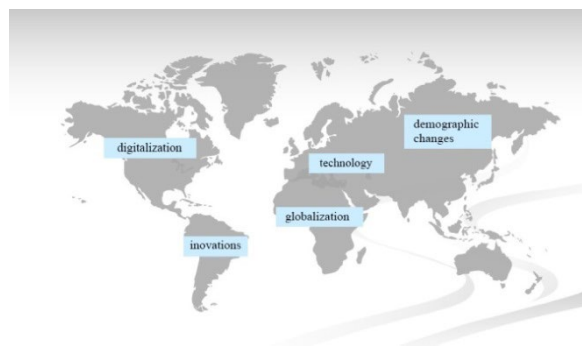 demographic
changes
digitalization
technology
globalization
inovations